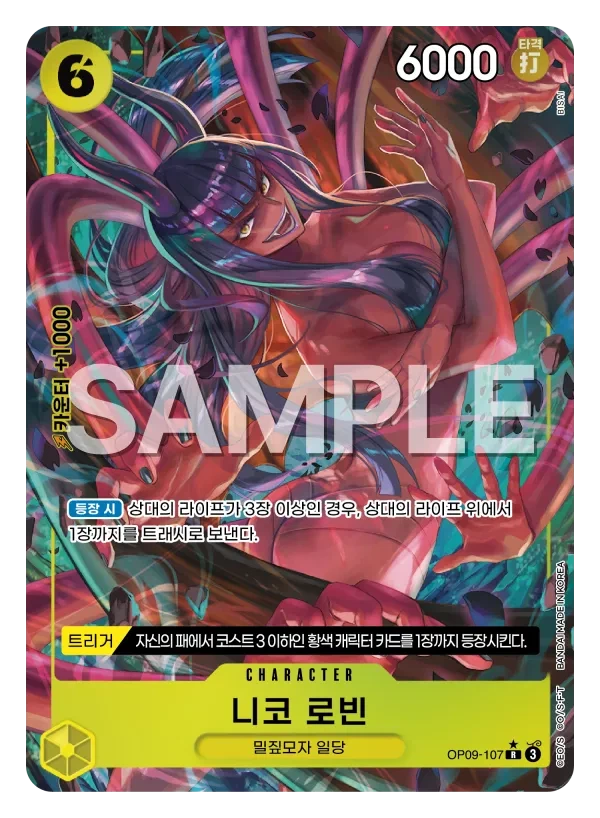 6
6000
타격
打
BISAI
카운터 +1000
SAMPLE
등장 시 상대의 라이프가 3장 이상인 경우, 상대의 라이프 위에서
1장까지를 트래시로 보낸다.
트리거 자신의 패에서 코스트 3 이하인 황색 캐릭터 카드를 1장까지 등장시킨다.
CHARACTER
니코 로빈
밀짚모자 일당
OP09-107 R 3
©EO/S ©O/S·F·T BANDAI MADE IN KOREA